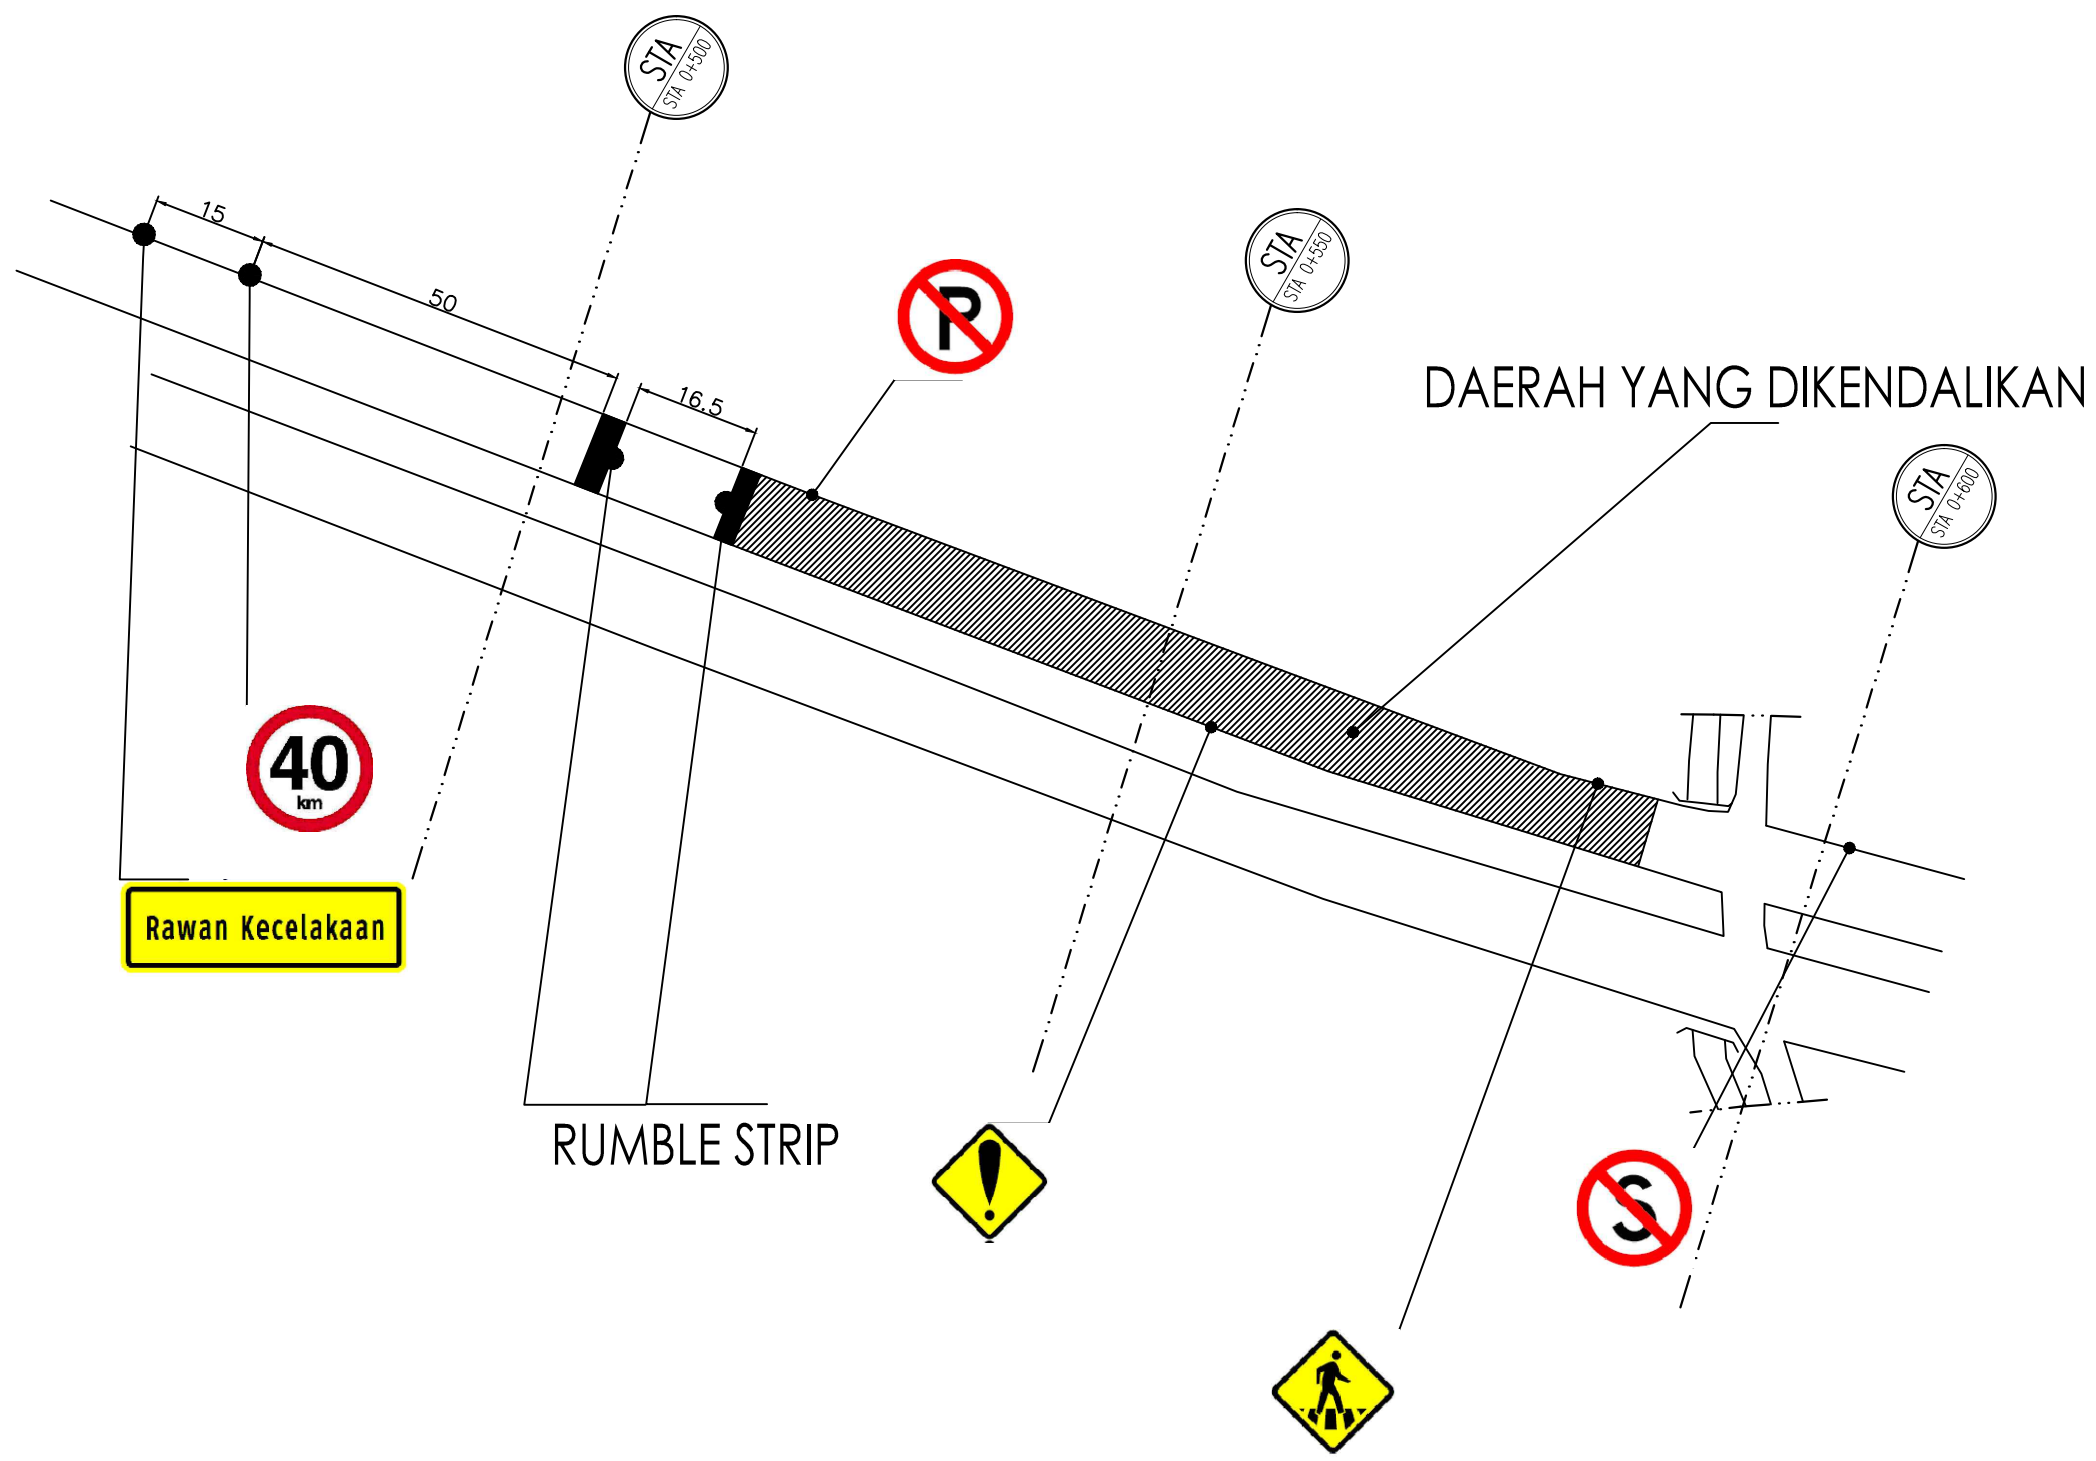 STA
STA 0+500
15
50
16.5
P
STA
STA 0+550
DAERAH YANG DIKENDALIKAN
STA
STA 0+600
40
km
Rawan Kecelakaan
RUMBLE STRIP
!
S